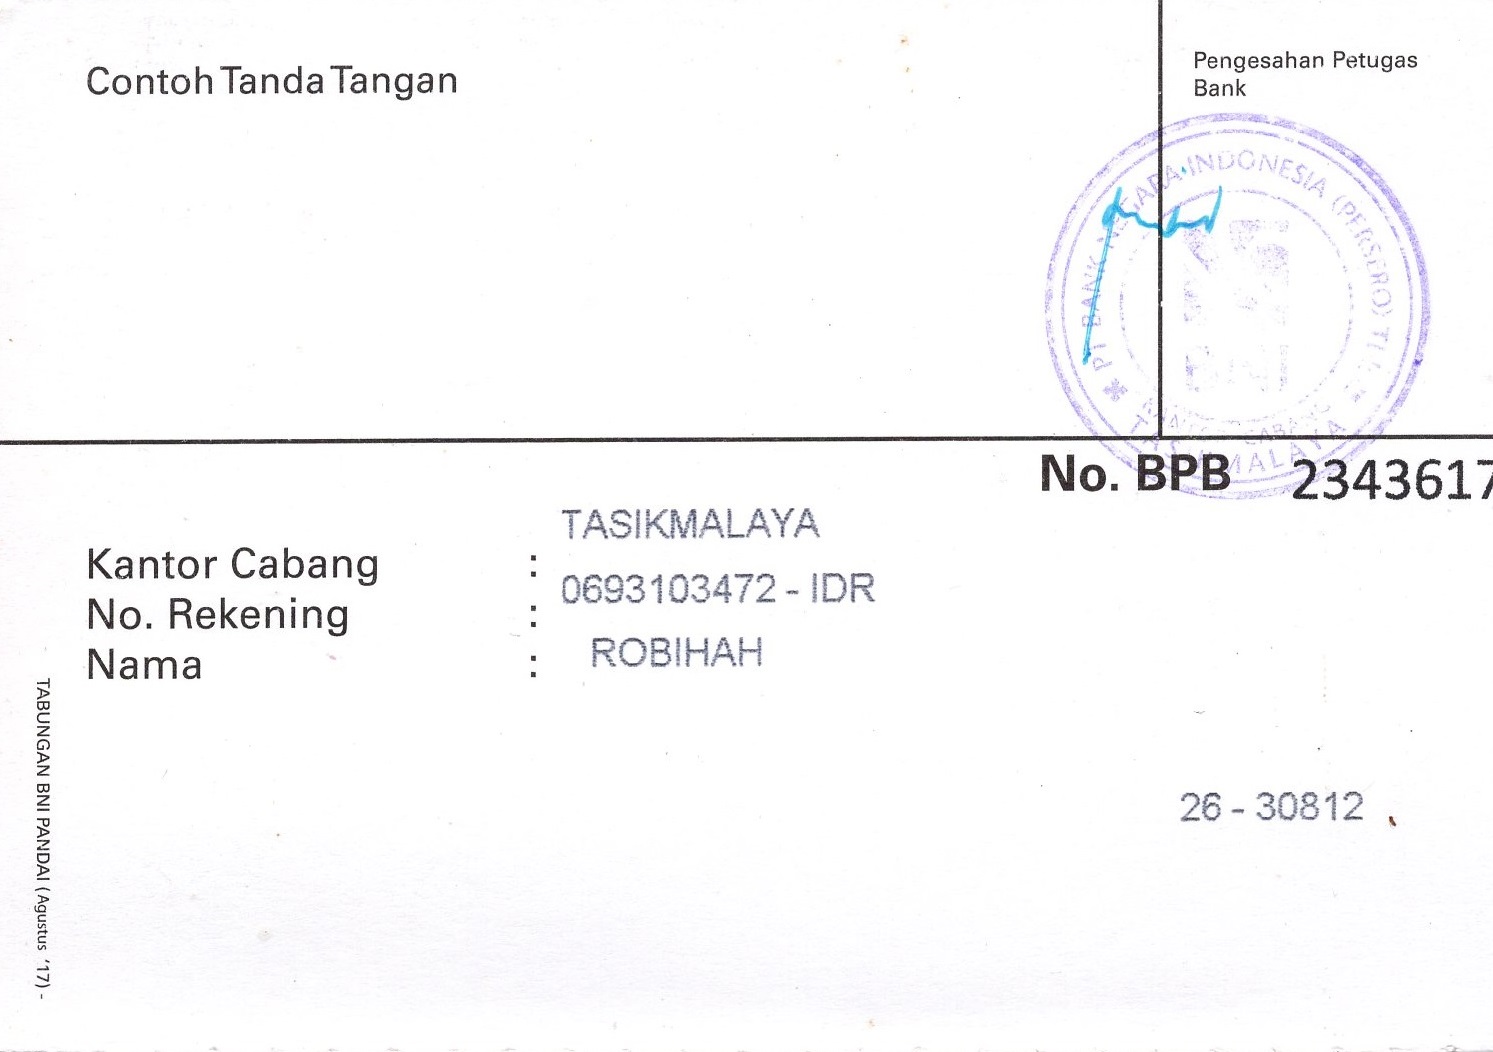 Contoh Tanda Tangan
Pengesahan Petugas
Bank
PT BANK NEGARA INDONESIA (PERSERO)
BNI
TASIKMALAYA
No. BPB 2343617
TASIKMALAYA
Kantor Cabang :
0693103472 - IDR
No. Rekening :
ROBIHAH
Nama :
26 - 30812
TABUNGAN BNI PANDAI (Agustus '17) -